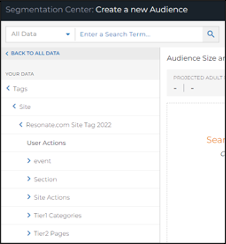 Segmentation Center: Create a new Audience
All Data
Enter a Search Term...
BACK TO ALL DATA
Audience Size an
YOUR DATA
PROJECTED ADULT
- | -
Tags
Site
Resonate.com Site Tag 2022
User Actions
event
Section
Site Actions
Tier1 Categories
Tier2 Pages
Sear